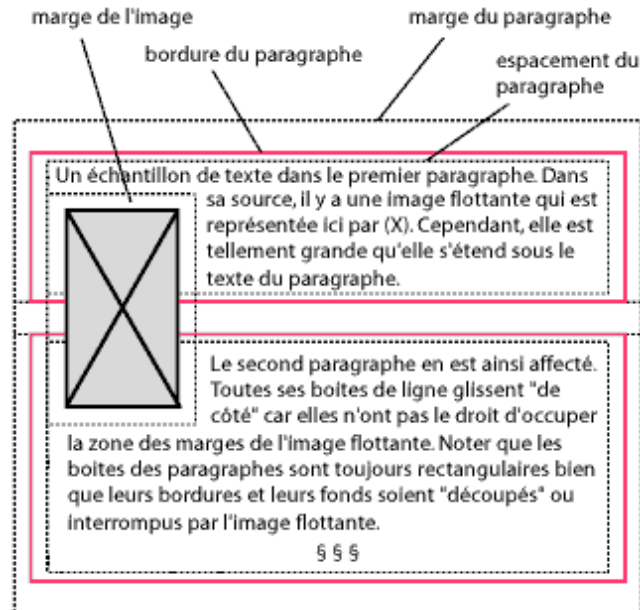 marge de l'image
marge du paragraphe
bordure du paragraphe
espacement du
paragraphe
Un échantillon de texte dans le premier paragraphe. Dans
sa source, il y a une image flottante qui est
représentée ici par (X). Cependant, elle est
tellement grande qu'elle s'étend sous le
texte du paragraphe.
Le second paragraphe en est ainsi affecté.
Toutes ses boites de ligne glissent "de
côté" car elles n'ont pas le droit d'occuper
la zone des marges de l'image flottante. Noter que les
boites des paragraphes sont toujours rectangulaires bien
que leurs bordures et leurs fonds soient "découpés" ou
interrompus par l'image flottante.
§ § §